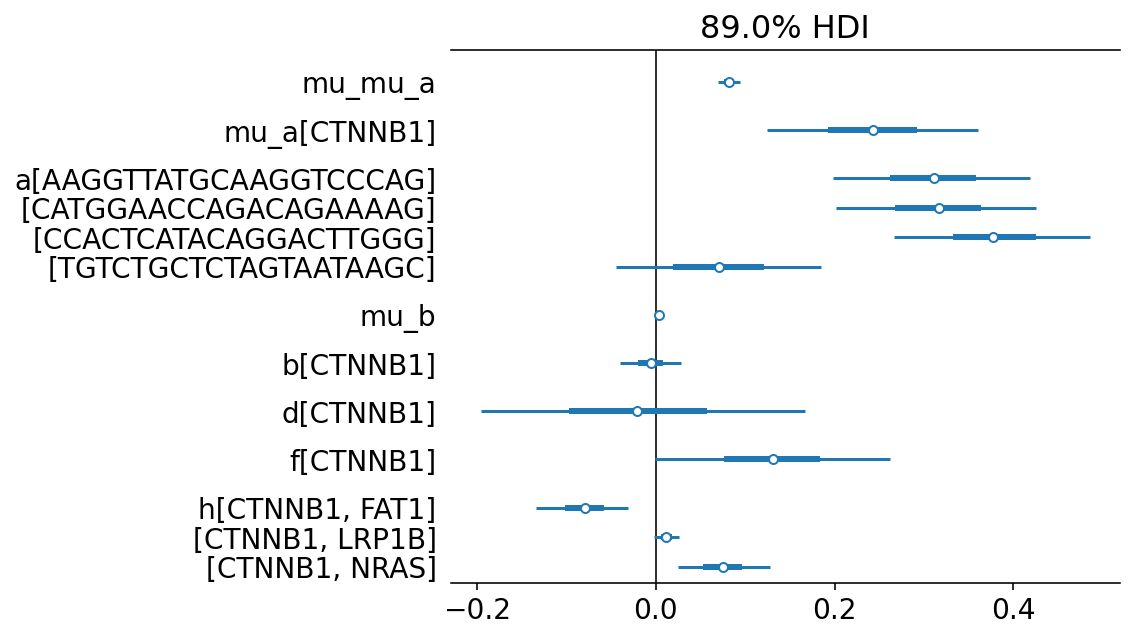 89.0% HDI
mu_mu_a
mu_a[CTNNB1]
a[AAGGTTATGCAAGGTCCCAG]
[CATGGAACCAGACAGAAAAG]
[CCACTCATACAGGACTTGGG]
[TGTCTGCTCTAGTAATAAGC]
mu_b
b[CTNNB1]
d[CTNNB1]
f[CTNNB1]
h[CTNNB1, FAT1]
[CTNNB1, LRP1B]
[CTNNB1, NRAS]
−0.2 0.0 0.2 0.4